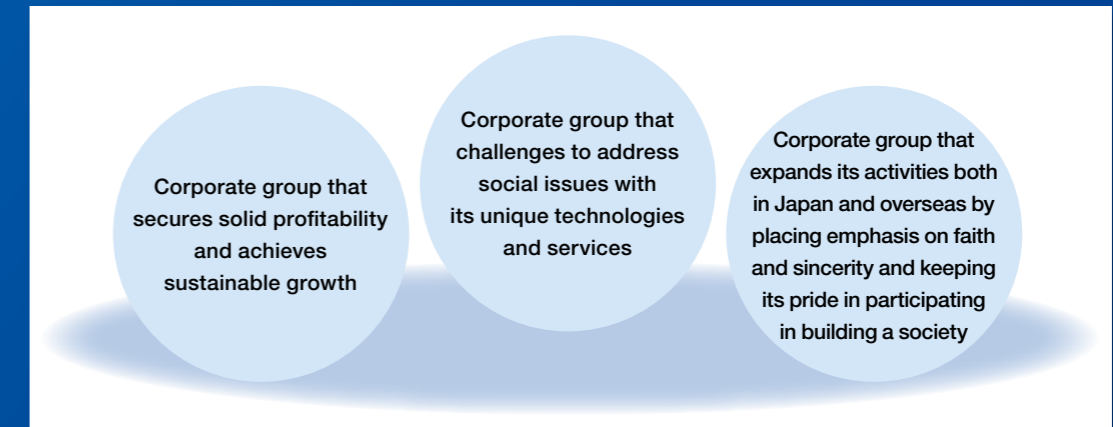 Corporate group that
secures solid profitability
and achieves
sustainable growth
Corporate group that
challenges to address
social issues with
its unique technologies
and services
Corporate group that
expands its activities both
in Japan and overseas by
placing emphasis on faith
and sincerity and keeping
its pride in participating
in building a society